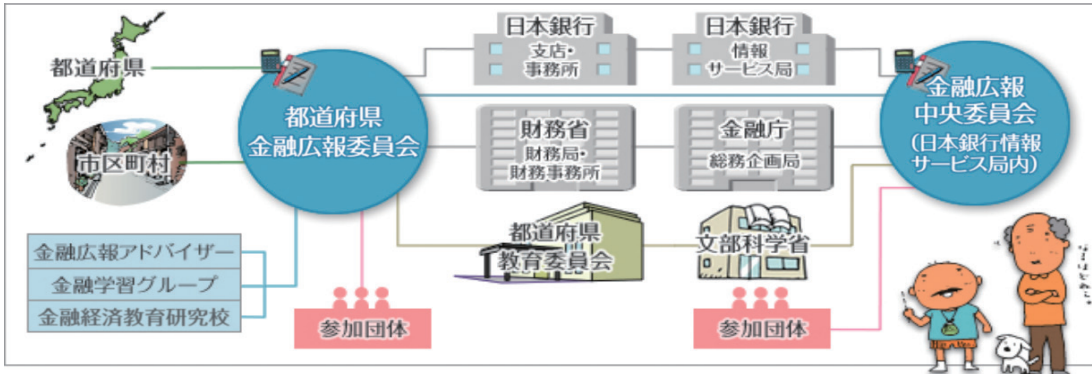 都道府県
市区町村
都道府県
金融広報委員会
金融広報アドバイザー
金融学習グループ
金融経済教育研究校
参加団体
日本銀行
支店・
事務所
日本銀行
情報
サービス局
財務省
財務局・
財務事務所
金融庁
総務企画局
都道府県
教育委員会
文部科学省
参加団体
金融広報
中央委員会
(日本銀行情報
サービス局内)
なるほどねぇ。